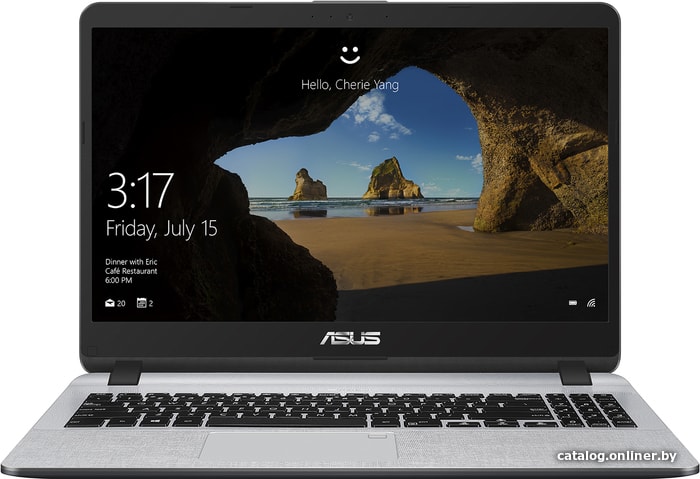 Hello, Cherie Yang
3:17
Friday, July 15
Dinner with Eric
Café Restaurant
6:00 PM
20 2
ASUS
catalog.onliner.by